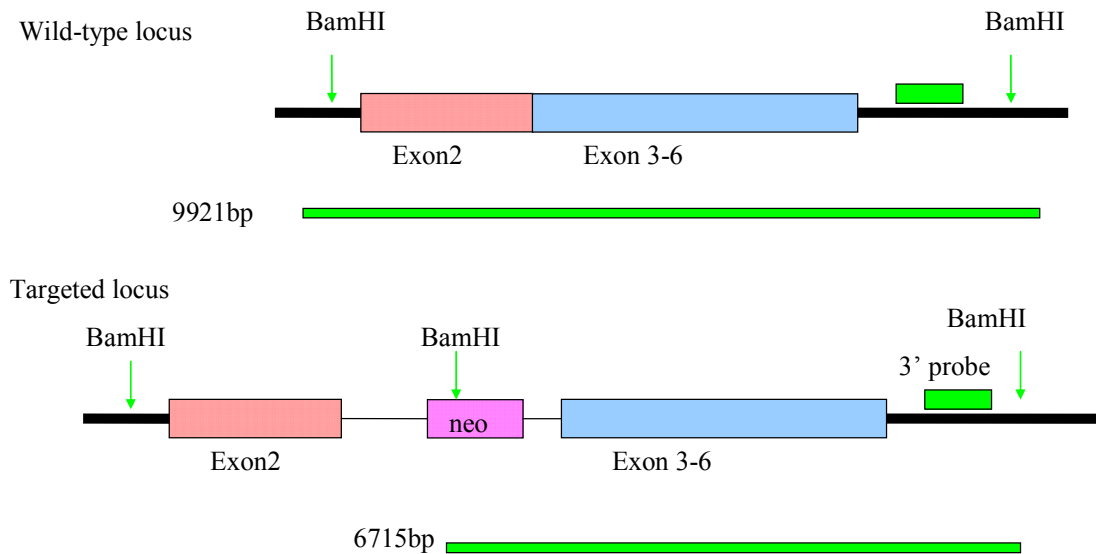 Wild-type locus
BamHI
BamHI
Exon2
Exon 3-6
9921bp
Targeted locus
BamHI
BamHI
BamHI
3’ probe
neo
Exon2
Exon 3-6
6715bp